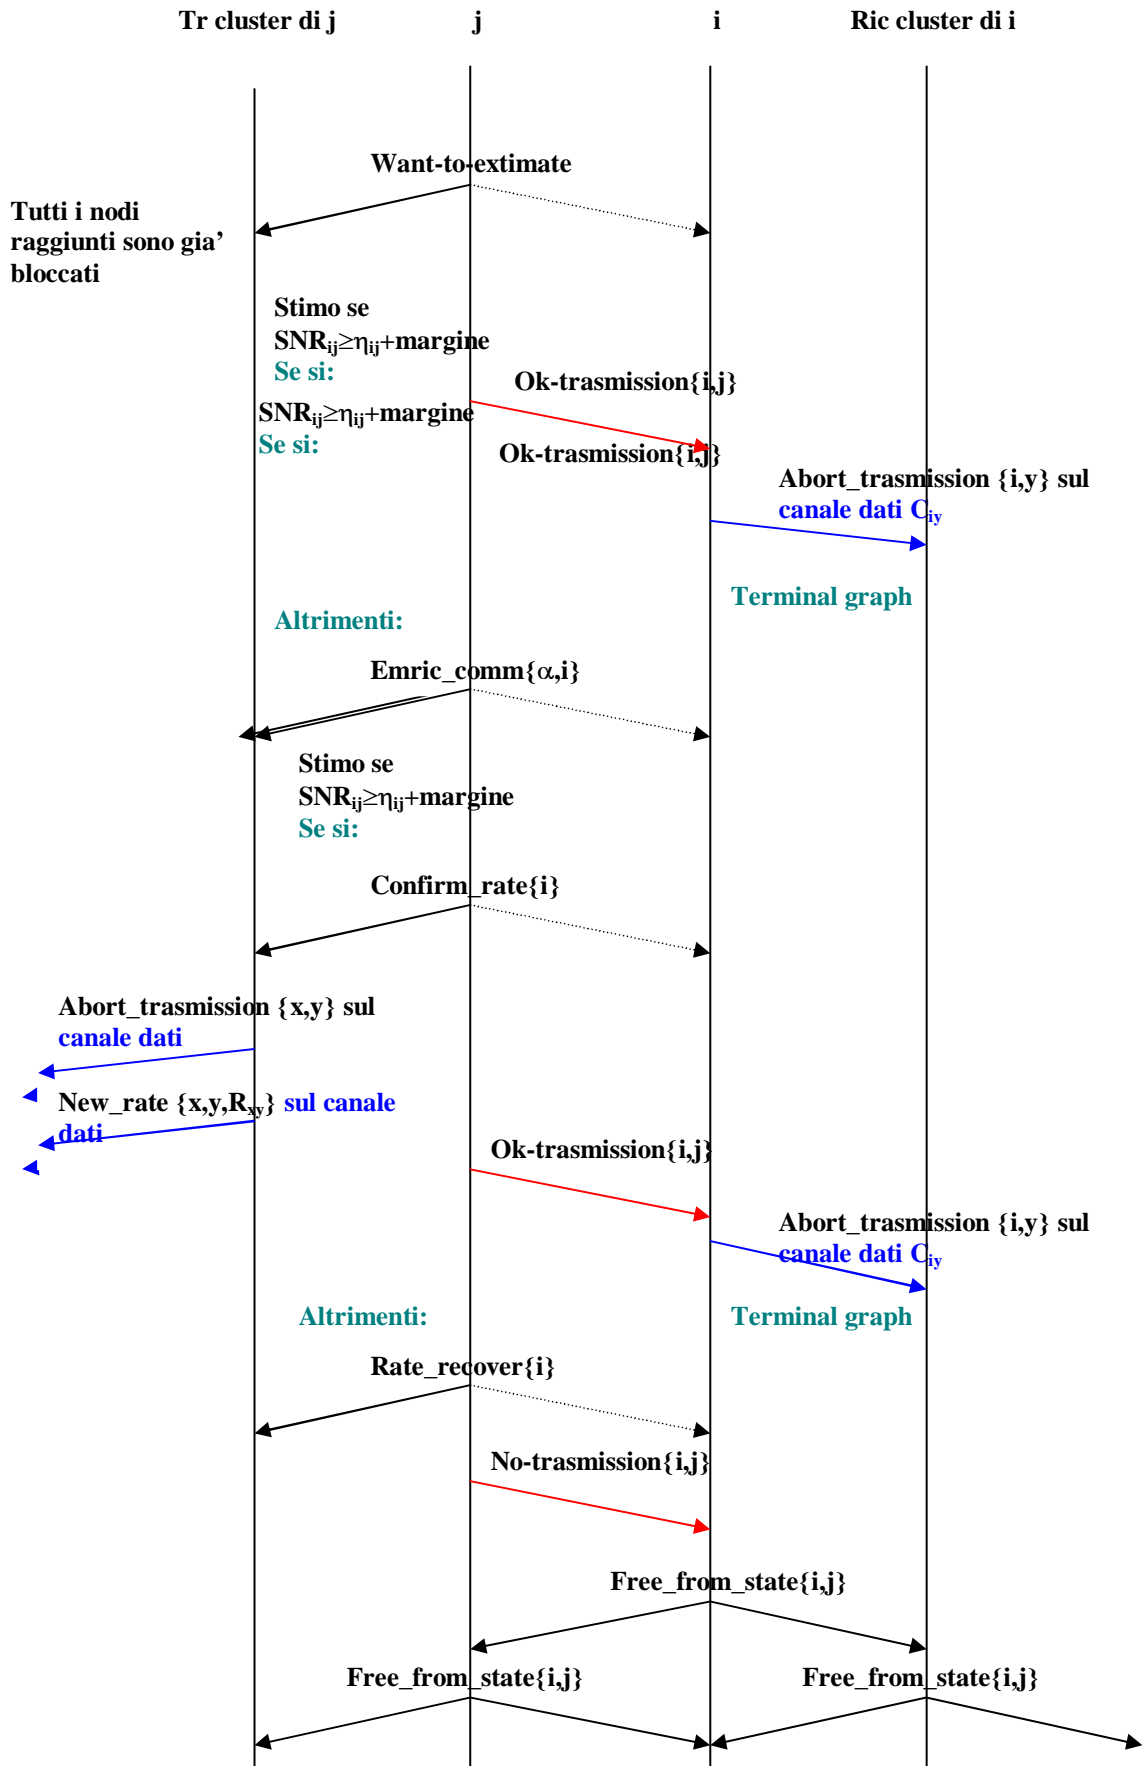 Tr cluster di j
j
i
Ric cluster di i
Want-to-extimate
Tutti i nodi
raggiunti sono gia’
bloccati
Stimo se
SNRij≥ηij+margine
Se si:
Ok-trasmission{i,j}
SNRij≥ηij+margine
Se si:
Ok-trasmission{i,j}
Abort_trasmission {i,y} sul
canale dati Ciy
Terminal graph
Altrimenti:
Emric_comm{α,i}
Stimo se
SNRij≥ηij+margine
Se si:
Confirm_rate{i}
Abort_trasmission {x,y} sul
canale dati
New_rate {x,y,Rxy} sul canale
dati
Ok-trasmission{i,j}
Abort_trasmission {i,y} sul
canale dati Ciy
Altrimenti:
Terminal graph
Rate_recover{i}
No-trasmission{i,j}
Free_from_state{i,j}
Free_from_state{i,j}
Free_from_state{i,j}